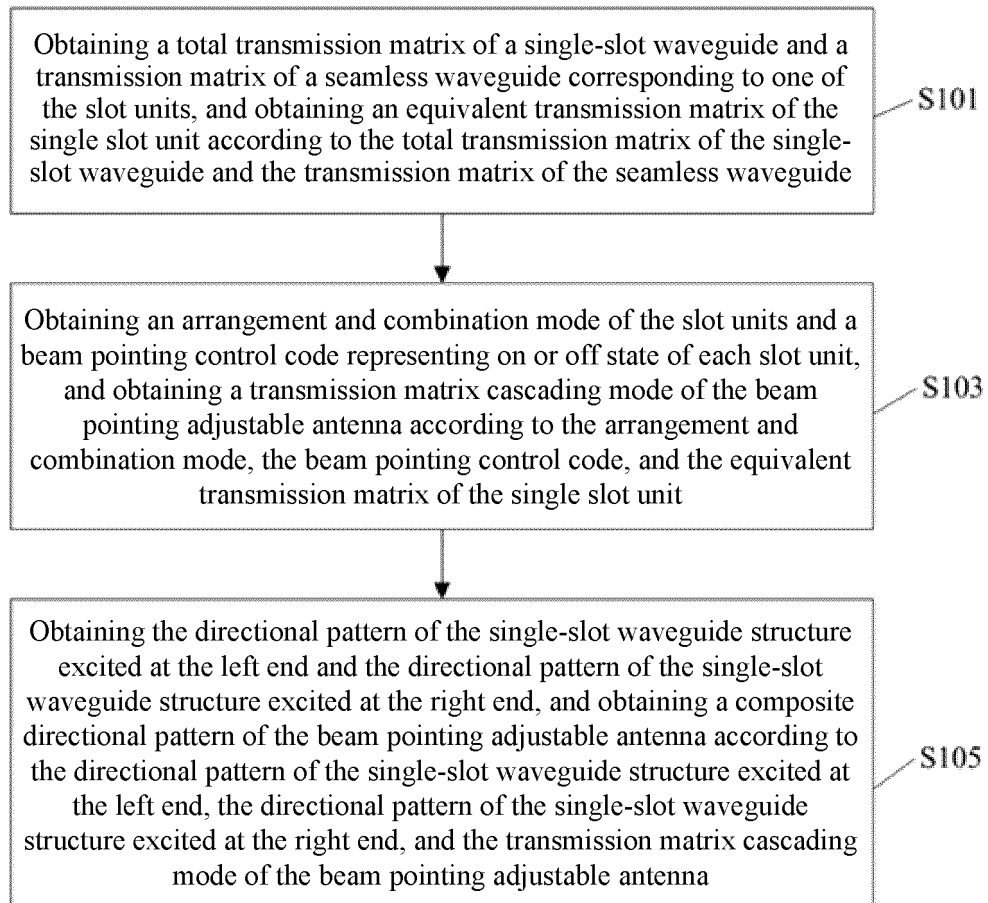 Obtaining a total transmission matrix of a single-slot waveguide and a
transmission matrix of a seamless waveguide corresponding to one of
the slot units, and obtaining an equivalent transmission matrix of the
single slot unit according to the total transmission matrix of the single-
slot waveguide and the transmission matrix of the seamless waveguide
S101
Obtaining an arrangement and combination mode of the slot units and a
beam pointing control code representing on or off state of each slot unit,
and obtaining a transmission matrix cascading mode of the beam
pointing adjustable antenna according to the arrangement and
combination mode, the beam pointing control code, and the equivalent
transmission matrix of the single slot unit
S103
Obtaining the directional pattern of the single-slot waveguide structure
excited at the left end and the directional pattern of the single-slot
waveguide structure excited at the right end, and obtaining a composite
directional pattern of the beam pointing adjustable antenna according to
the directional pattern of the single-slot waveguide structure excited at
the left end, the directional pattern of the single-slot waveguide
structure excited at the right end, and the transmission matrix cascading
mode of the beam pointing adjustable antenna
S105